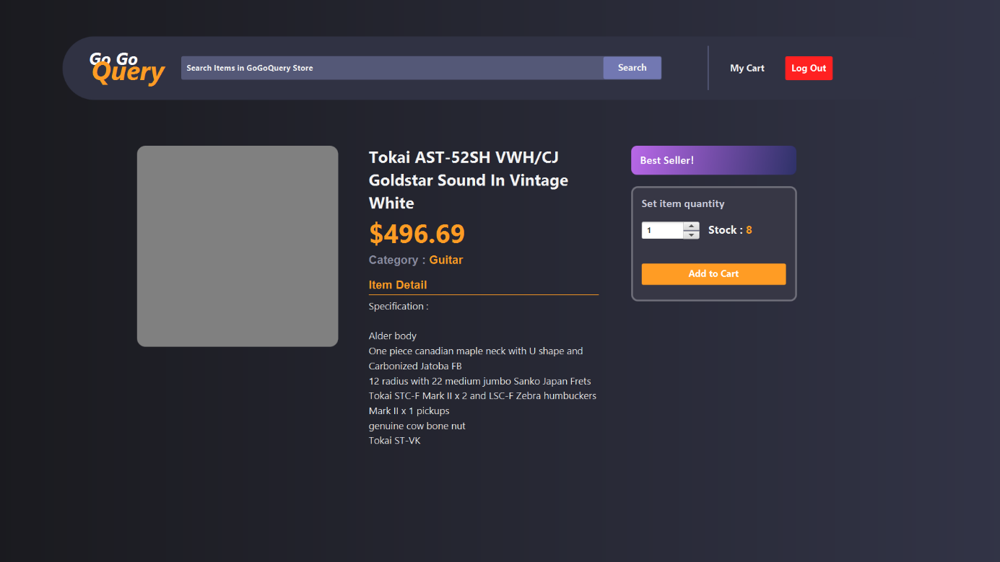 Go Go
Query
Search Items in GoGoQuery Store
Search
My Cart
Log Out
Tokai AST-52SH VWH/CJ
Goldstar Sound In Vintage
White
$496.69
Category : Guitar
Item Detail
Specification :
Alder body
One piece canadian maple neck with U shape and
Carbonized Jatoba FB
12 radius with 22 medium jumbo Sanko Japan Frets
Tokai STC-F Mark II x 2 and LSC-F Zebra humbuckers
Mark II x 1 pickups
genuine cow bone nut
Tokai ST-VK
Best Seller!
Set item quantity
1
Stock : 8
Add to Cart